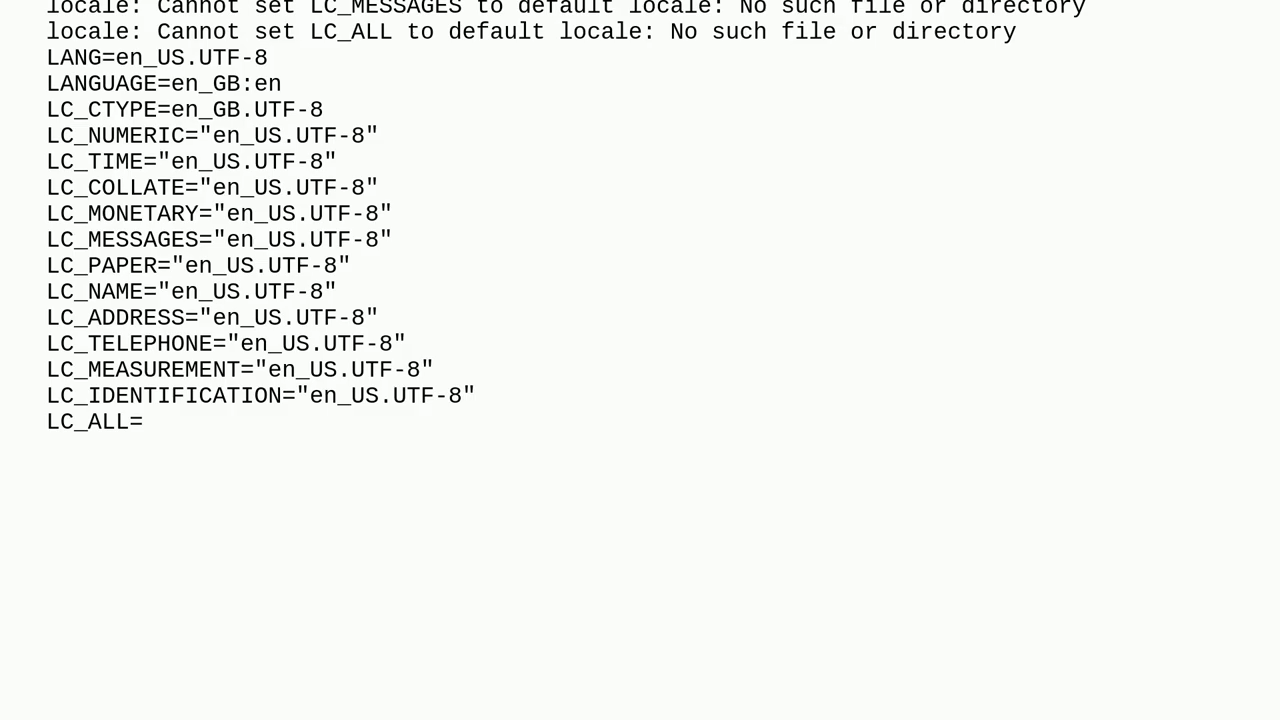 locale: Cannot set LC_MESSAGES to default locale: No such file or directory
locale: Cannot set LC_ALL to default locale: No such file or directory
LANG=en_US.UTF-8
LANGUAGE=en_GB:en
LC_CTYPE=en_GB.UTF-8
LC_NUMERIC="en_US.UTF-8"
LC_TIME="en_US.UTF-8"
LC_COLLATE="en_US.UTF-8"
LC_MONETARY="en_US.UTF-8"
LC_MESSAGES="en_US.UTF-8"
LC_PAPER="en_US.UTF-8"
LC_NAME="en_US.UTF-8"
LC_ADDRESS="en_US.UTF-8"
LC_TELEPHONE="en_US.UTF-8"
LC_MEASUREMENT="en_US.UTF-8"
LC_IDENTIFICATION="en_US.UTF-8"
LC_ALL=